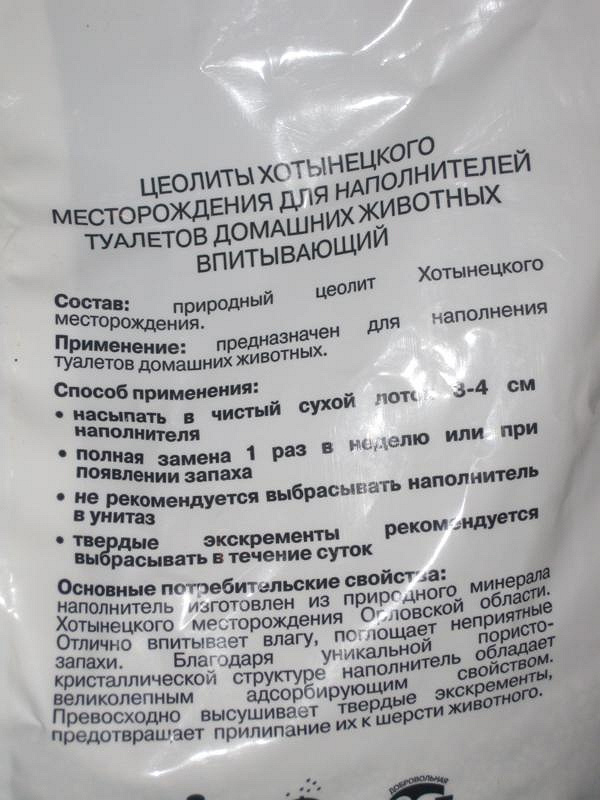 ЦЕОЛИТЫ ХОТЫНЕЦКОГО
МЕСТОРОЖДЕНИЯ ДЛЯ НАПОЛНИТЕЛЕЙ
ТУАЛЕТОВ ДОМАШНИХ ЖИВОТНЫХ
ВПИТЫВАЮЩИЙ
Состав: природный цеолит Хотынецкого
месторождения.
Применение: предназначен для наполнения
туалетов домашних животных.
Способ применения:
• насыпать в чистый сухой лоток 3-4 см
наполнителя
• полная замена 1 раз в неделю или при
появлении запаха
• не рекомендуется выбрасывать наполнитель
в унитаз
• твердые экскременты рекомендуется
выбрасывать в течение суток
Основные потребительские свойства:
наполнитель изготовлен из природного минерала
Хотынецкого месторождения Орловской области.
Отлично впитывает влагу, поглощает неприятные
запахи. Благодаря уникальной пористо-
кристаллической структуре наполнитель обладает
великолепным адсорбирующим свойством.
Превосходно высушивает твердые экскременты,
предотвращает прилипание их к шерсти животного.
ДОБРОВОЛЬНАЯ